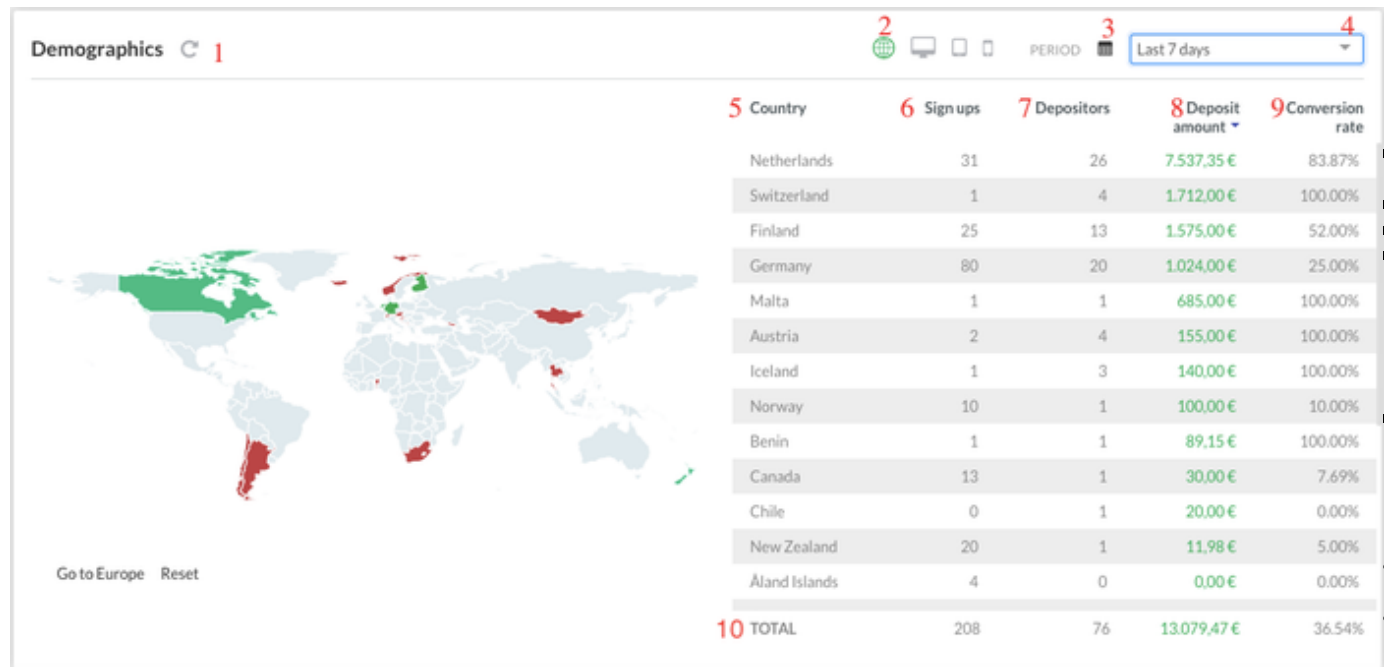 Demographics 1
2
PERIOD 3
4
Last 7 days
5 Country 6 Sign ups 7 Depositors 8 Deposit amount 9 Conversion rate
Netherlands 31 26 7.537,35 € 83.87%
Switzerland 1 4 1.712,00 € 100.00%
Finland 25 13 1.575,00 € 52.00%
Germany 80 20 1.024,00 € 25.00%
Malta 1 1 685,00 € 100.00%
Austria 2 4 155,00 € 100.00%
Iceland 1 3 140,00 € 100.00%
Norway 10 1 100,00 € 10.00%
Benin 1 1 89,15 € 100.00%
Canada 13 1 30,00 € 7.69%
Chile 0 1 20,00 € 0.00%
New Zealand 20 1 11,98 € 5.00%
Åland Islands 4 0 0,00 € 0.00%
Go to Europe Reset
10 TOTAL 208 76 13.079,47 € 36.54%